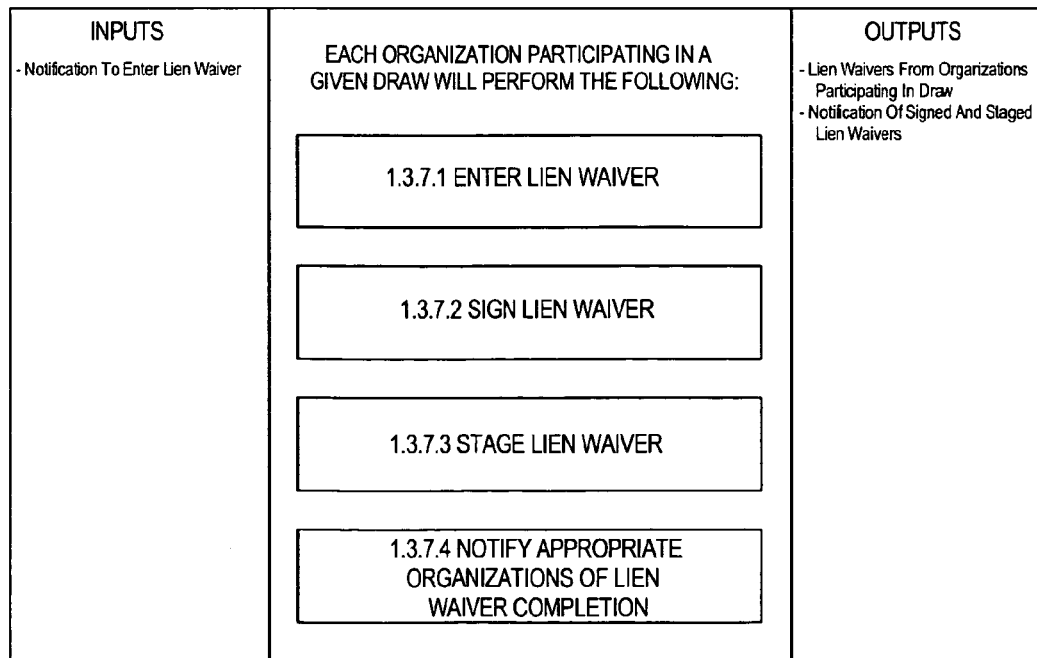 INPUTS
- Notification To Enter Lien Waiver
EACH ORGANIZATION PARTICIPATING IN A
GIVEN DRAW WILL PERFORM THE FOLLOWING:
1.3.7.1 ENTER LIEN WAIVER
1.3.7.2 SIGN LIEN WAIVER
1.3.7.3 STAGE LIEN WAIVER
1.3.7.4 NOTIFY APPROPRIATE
ORGANIZATIONS OF LIEN
WAIVER COMPLETION
OUTPUTS
- Lien Waivers From Organizations
Participating In Draw
- Notification Of Signed And Staged
Lien Waivers